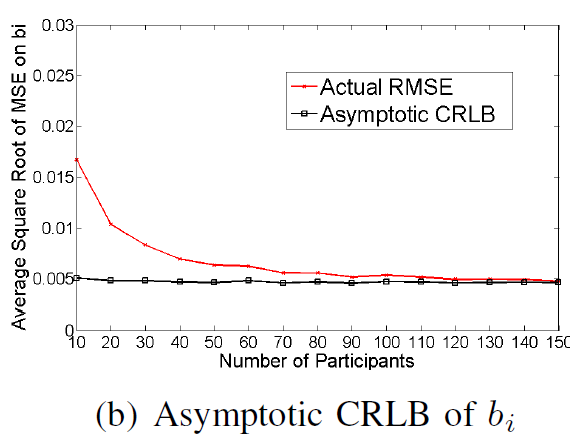 0.03
0.025
0.02
0.015
0.01
0.005
0
Average Square Root of MSE on bi
Actual RMSE
Asymptotic CRLB
10 20 30 40 50 60 70 80 90 100 110 120 130 140 150
Number of Participants
(b) Asymptotic CRLB of bi